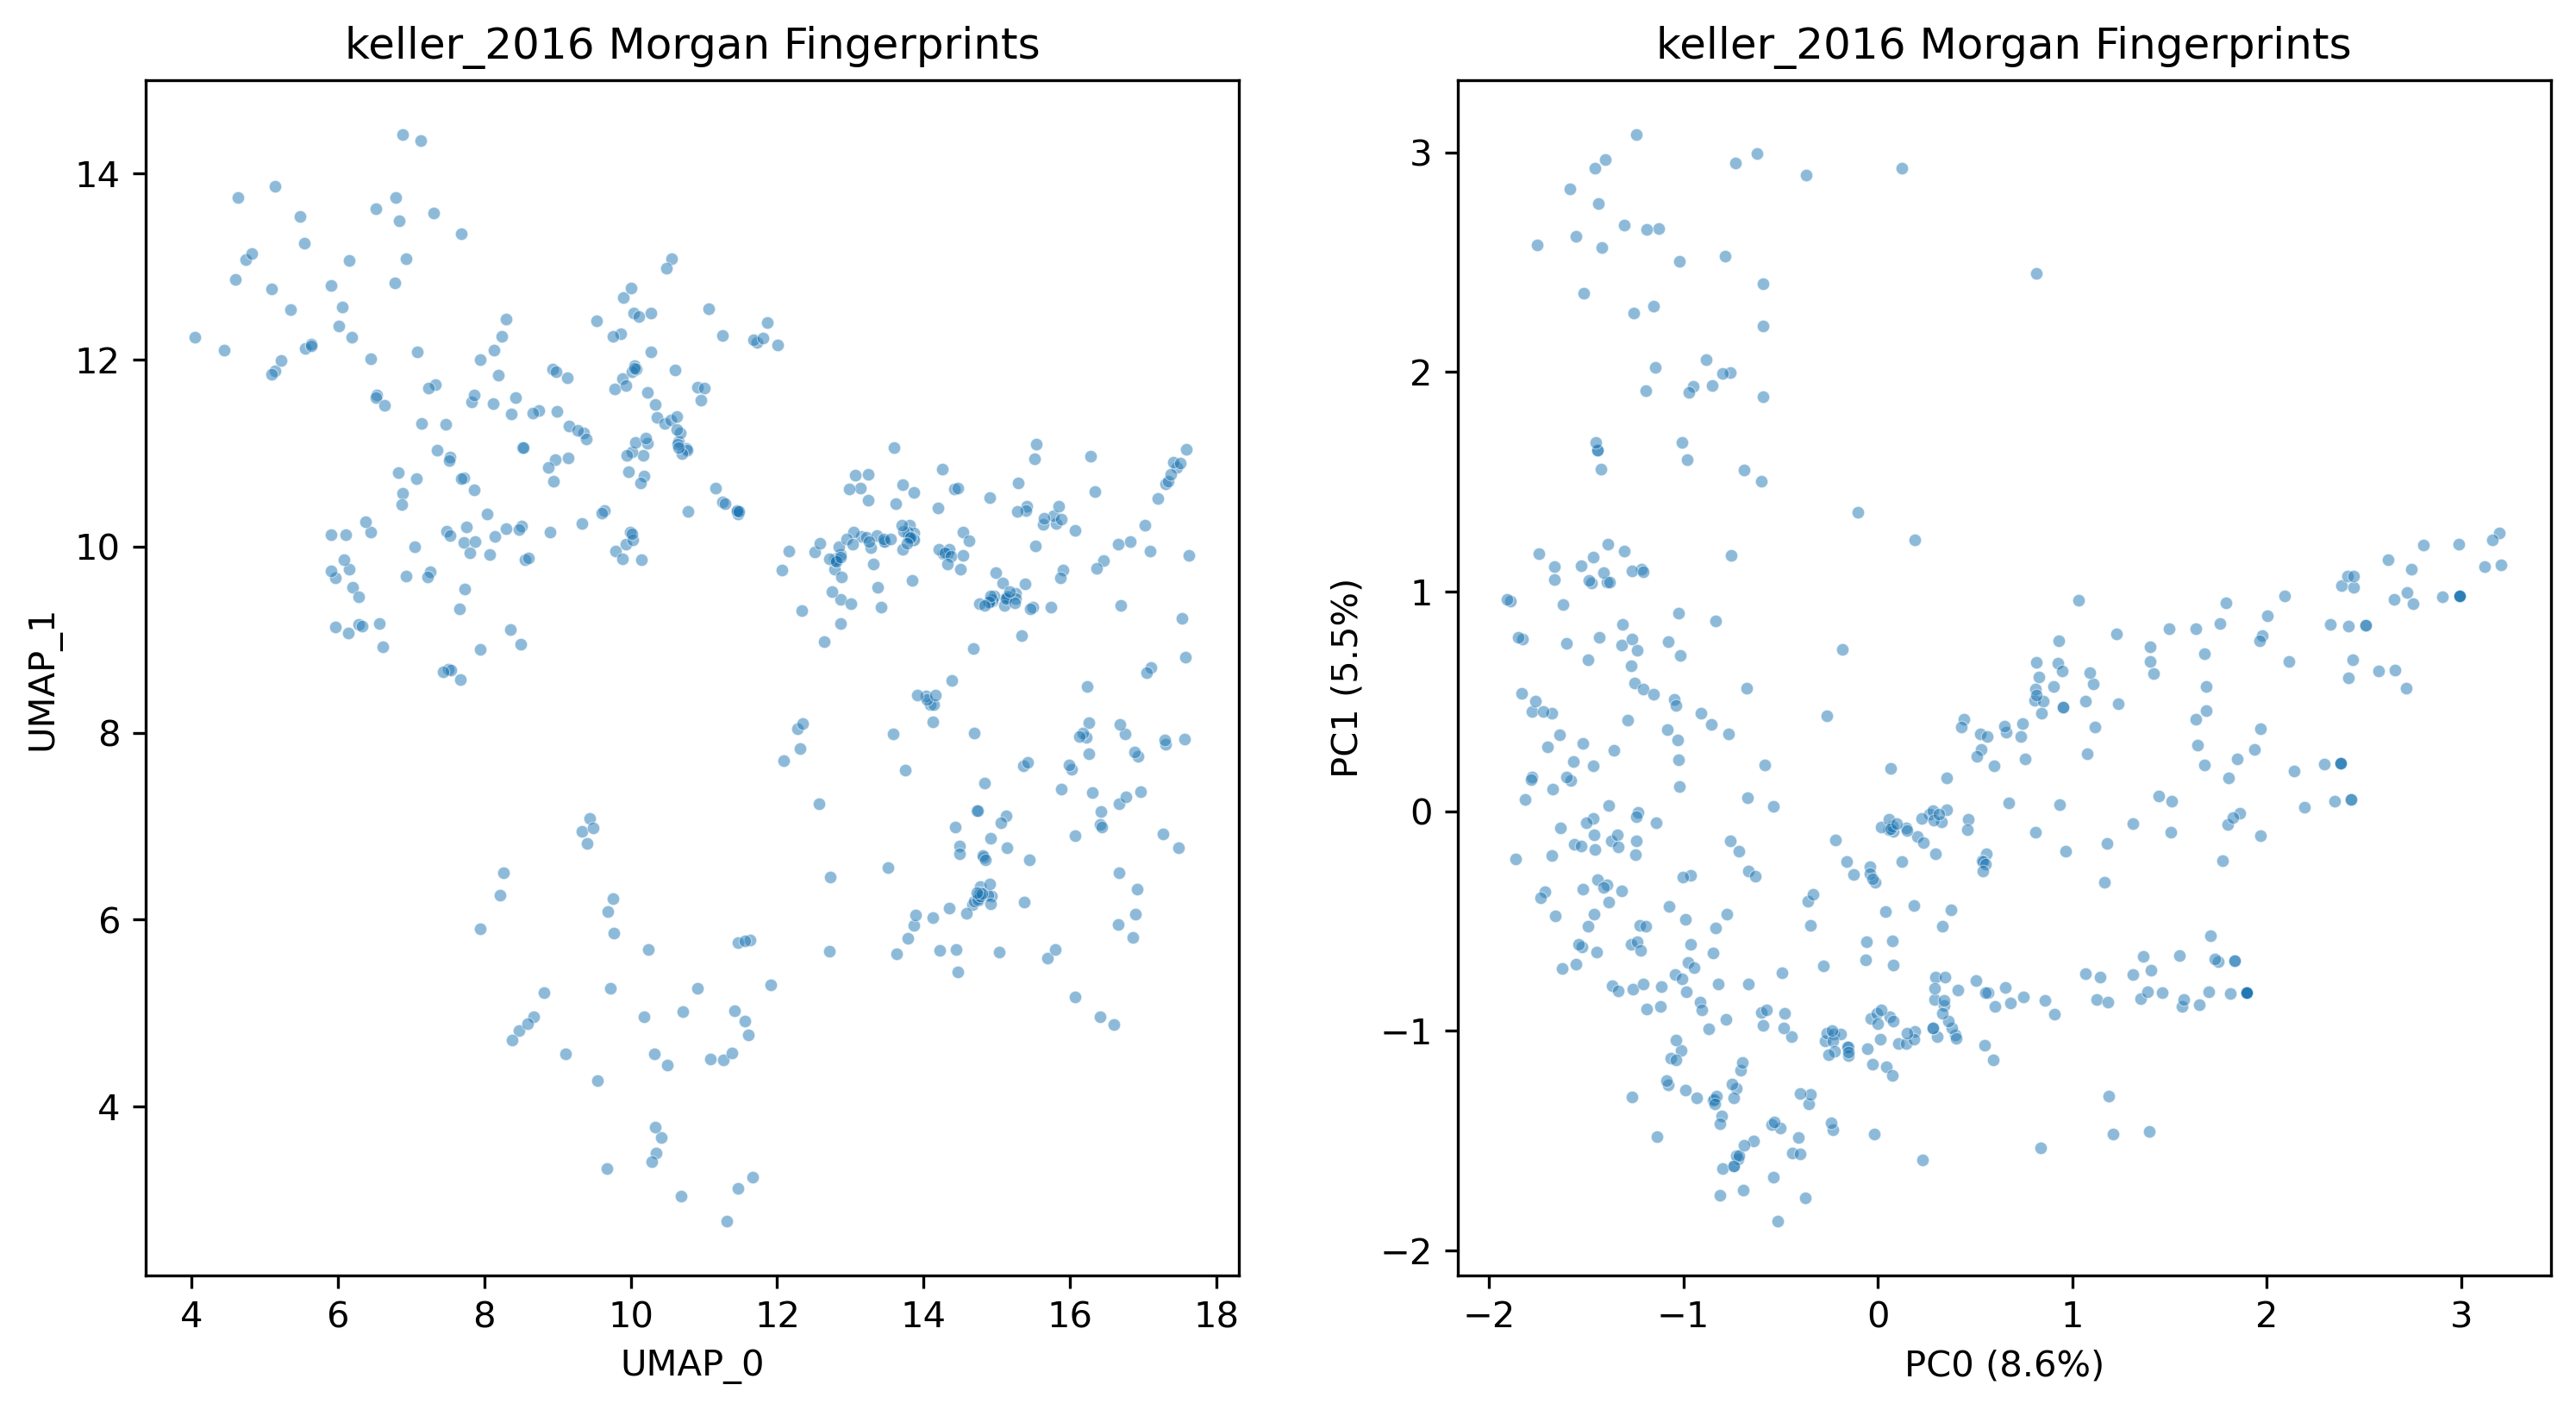 keller_2016 Morgan Fingerprints
UMAP_1
14
12
10
8
6
4
4 6 8 10 12 14 16 18
UMAP_0
keller_2016 Morgan Fingerprints
PC1 (5.5%)
3
2
1
0
−1
−2
−2 −1 0 1 2 3
PC0 (8.6%)